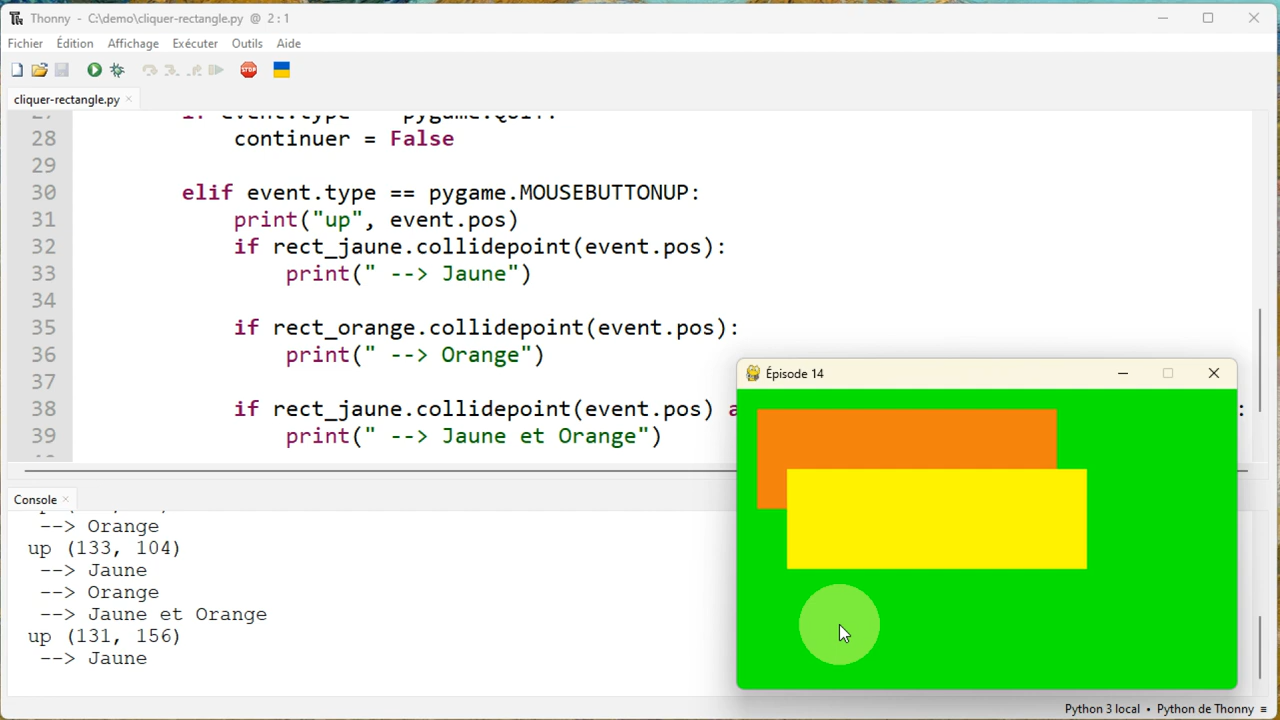 Thonny - C:\demo\cliquer-rectangle.py @ 2 : 1
Fichier Édition Affichage Exécuter Outils Aide
STOP
cliquer-rectangle.py ×
28 continuer = False
29
30 elif event.type == pygame.MOUSEBUTTONUP:
31 print("up", event.pos)
32 if rect_jaune.collidepoint(event.pos):
33 print(" --> Jaune")
34
35 if rect_orange.collidepoint(event.pos):
36 print(" --> Orange")
37
38 if rect_jaune.collidepoint(event.pos) :
39 print(" --> Jaune et Orange")
Épisode 14
Console ×
--> Orange
up (133, 104)
--> Jaune
--> Orange
--> Jaune et Orange
up (131, 156)
--> Jaune
Python 3 local • Python de Thonny ≡